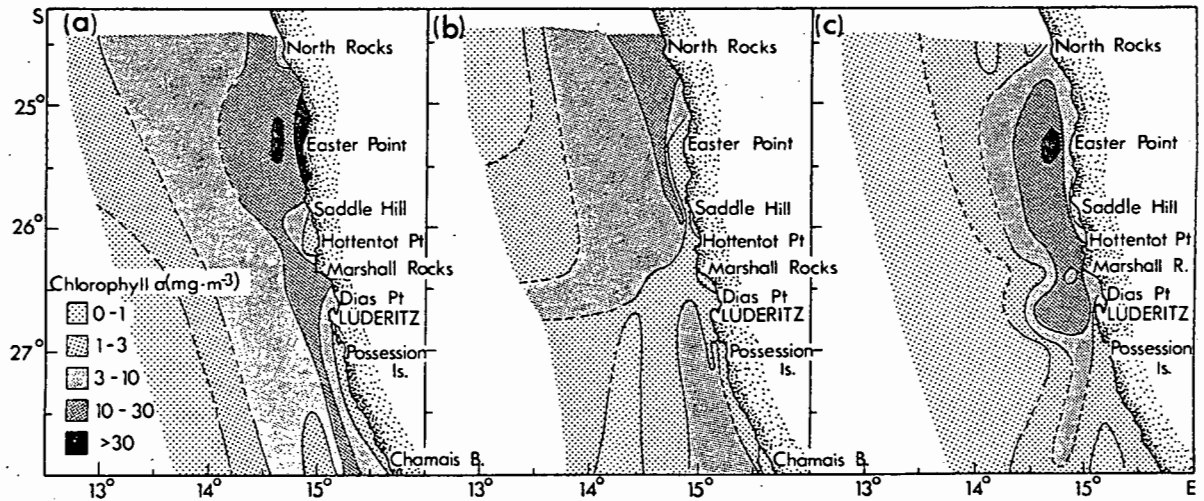 S
(a)
(b)
(c)
25°
26°
27°
North Rocks
Easter Point
Saddle Hill
Hottentot Pt
Marshall Rocks
Dias Pt
LÜDERITZ
Possession
Is.
Chamais B.
Chlorophyll a(mg·m-3)
0-1
1-3
3-10
10-30
>30
North Rocks
Easter Point
Saddle Hill
Hottentot Pt
Marshall Rocks
Dias Pt
LÜDERITZ
Possession
Is.
Chamais B.
North Rocks
Easter Point
Saddle Hill
Hottentot Pt
Marshall R.
Dias Pt
LÜDERITZ
Possession
Is.
13° 14° 15° 13° 14° 15° 13° 14° 15° E